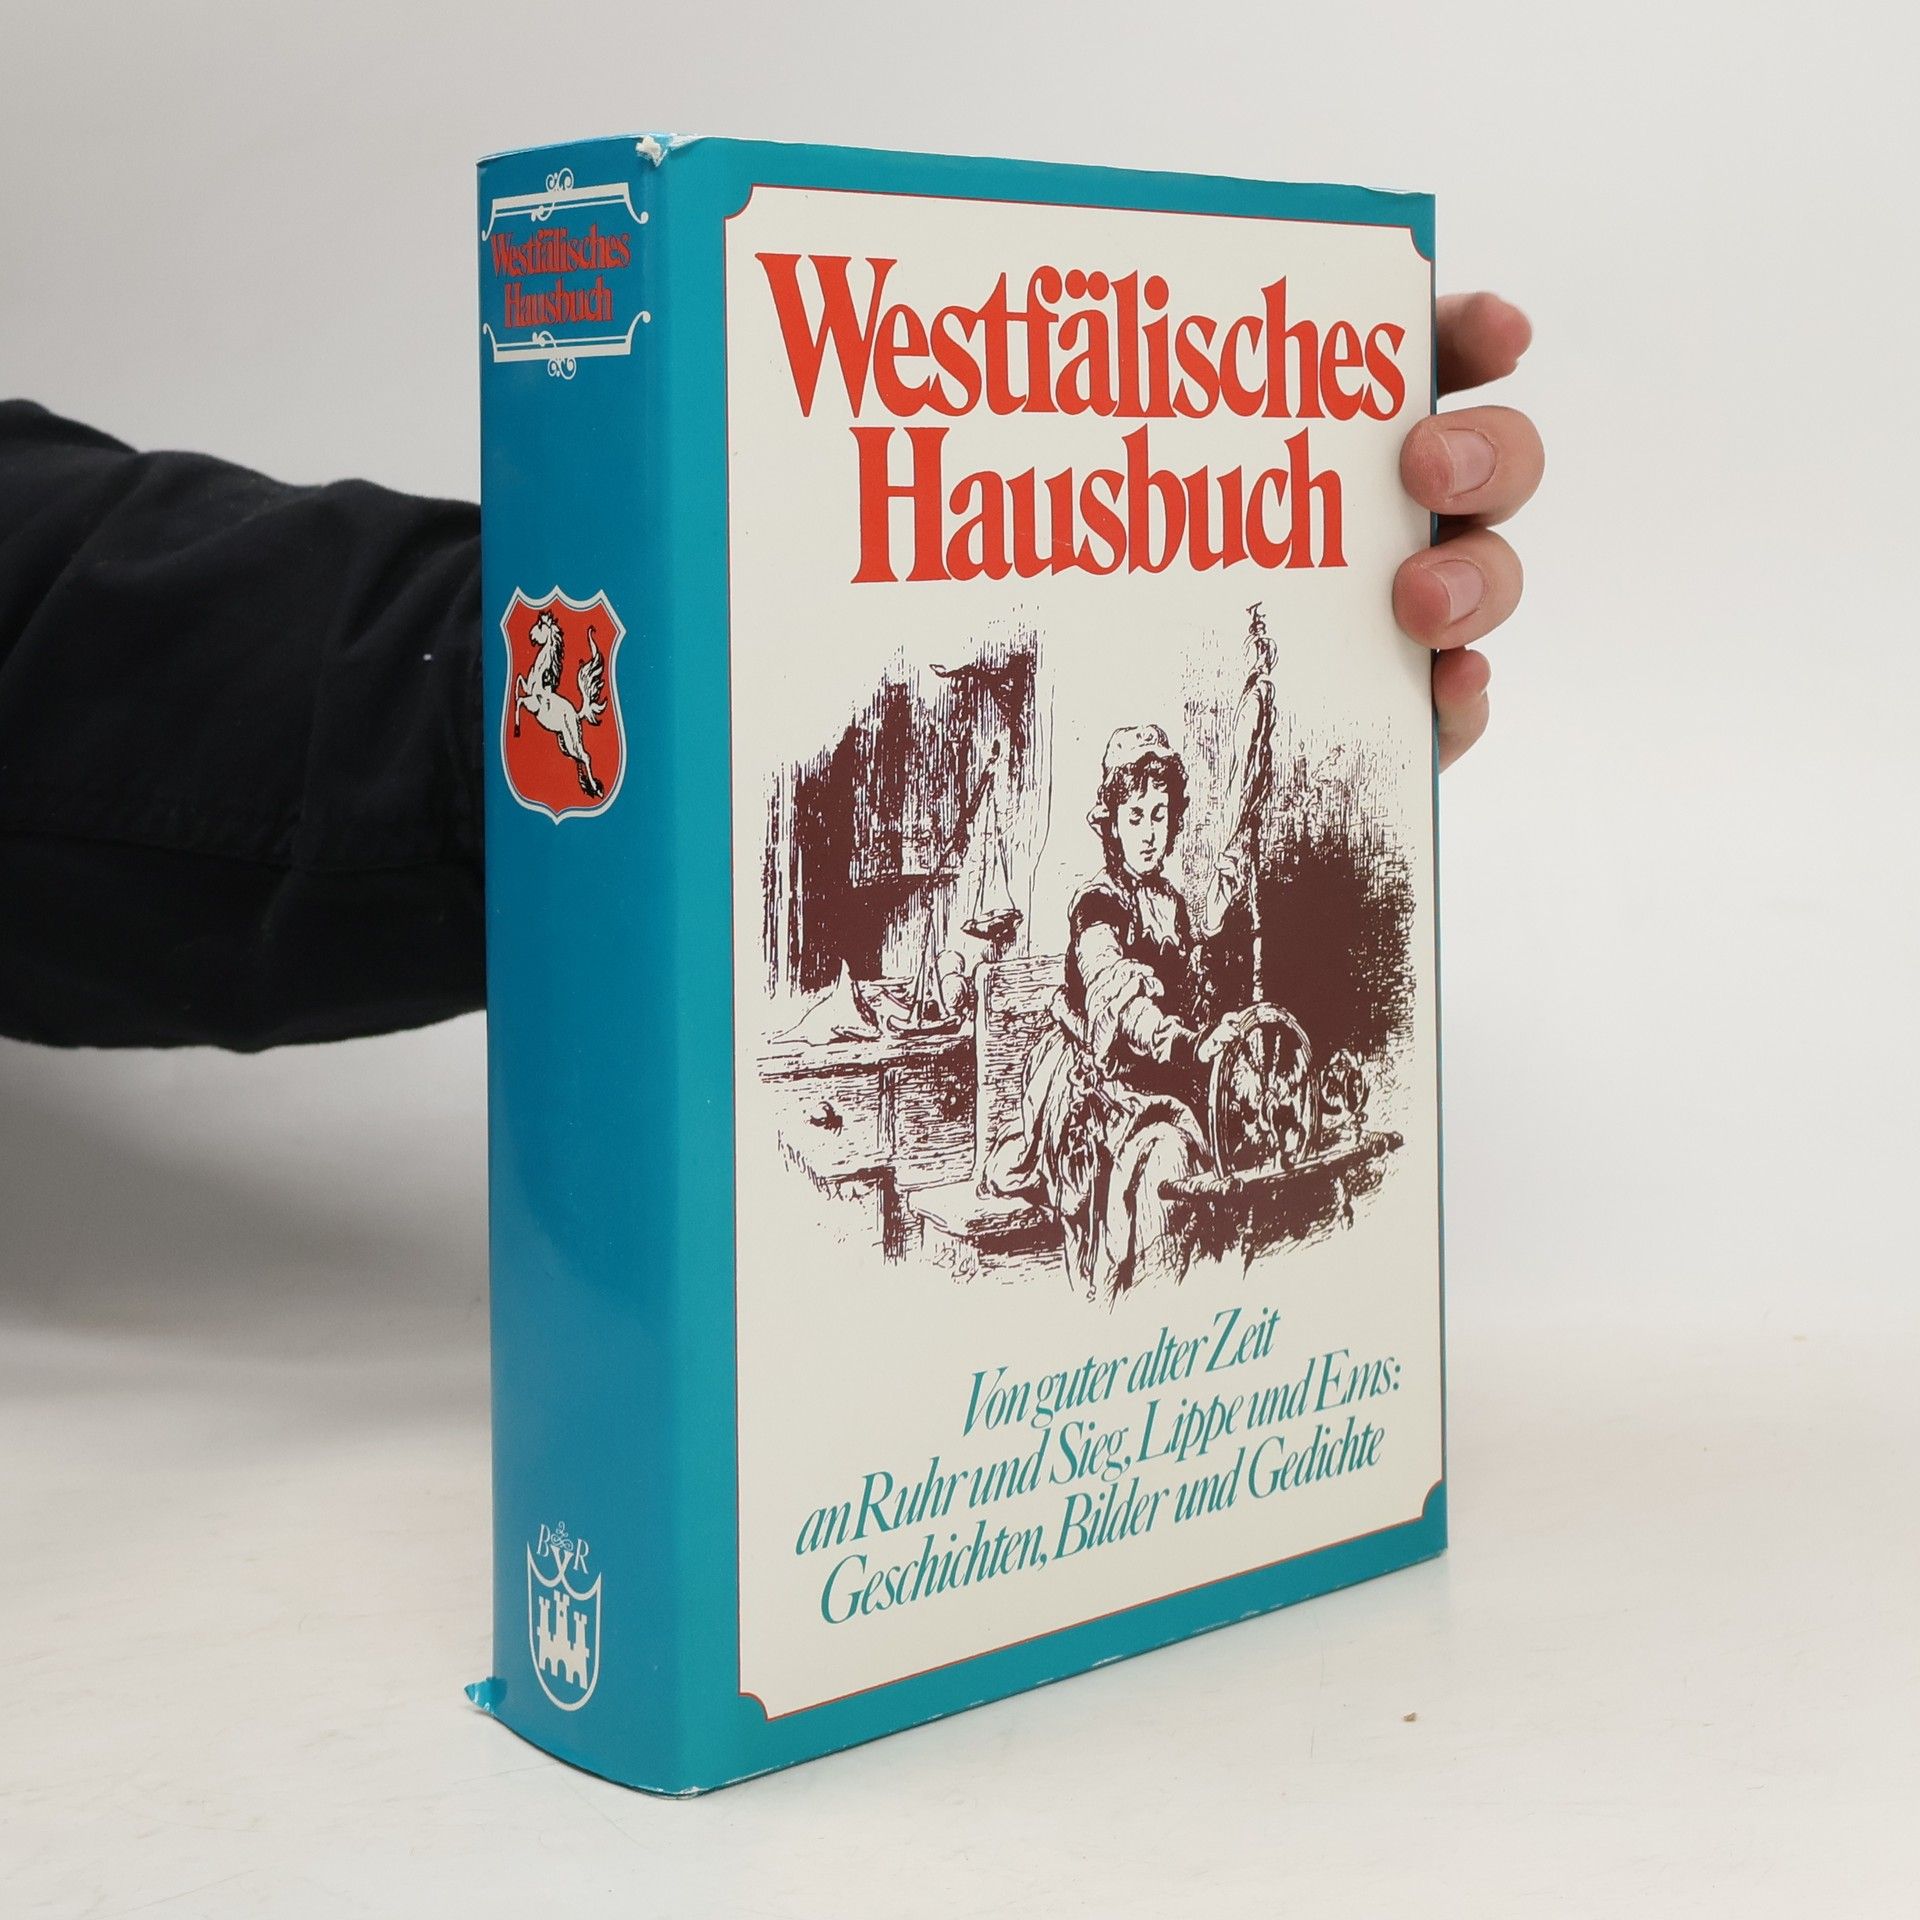 Westfälisches
Hausbuch
B&R
V
Westfälisches
Hausbuch
Von guter alter Zeit
an Ruhr und Sieg, Lippe und Ems:
Geschichten, Bilder und Gedichte